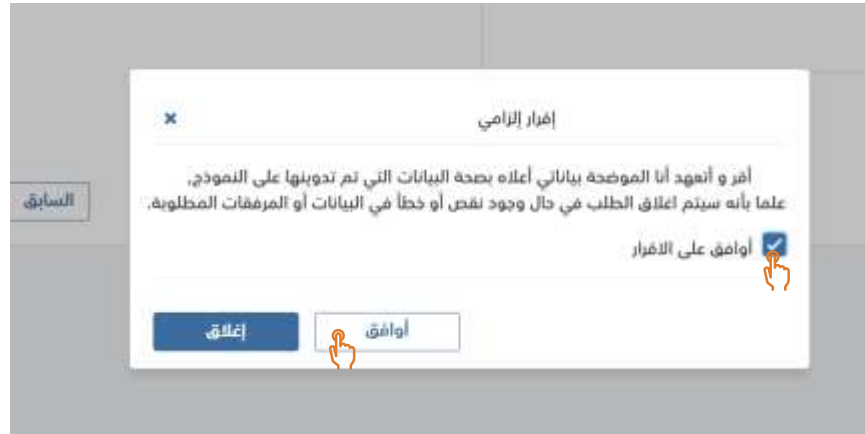 إقرار إلزامي
أقر و أتعهد أنا الموضحة بياناتي أعلاه بصحة البيانات التي تم تدوينها على النموذج,
علما بأنه سيتم اغلاق الطلب في حال وجود نقص أو خطأ في البيانات أو المرفقات المطلوبة.
السابق
أوافق على الاقرار
أوافق
إغلاق